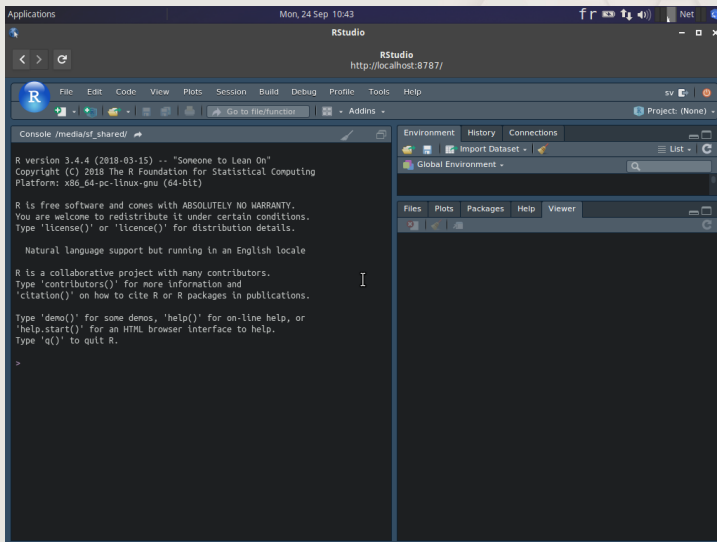 Applications Mon, 24 Sep 10:43 fr Net
RStudio
RStudio
http://localhost:8787/
R File Edit Code View Plots Session Build Debug Profile Tools Help sv
Go to file/function Addins Project: (None)
Console /media/sf_shared/
R version 3.4.4 (2018-03-15) -- "Someone to Lean On"
Copyright (C) 2018 The R Foundation for Statistical Computing
Platform: x86_64-pc-linux-gnu (64-bit)
R is free software and comes with ABSOLUTELY NO WARRANTY.
You are welcome to redistribute it under certain conditions.
Type 'license()' or 'licence()' for distribution details.
Natural language support but running in an English locale
R is a collaborative project with many contributors.
Type 'contributors()' for more information and
'citation()' on how to cite R or R packages in publications.
Type 'demo()' for some demos, 'help()' for on-line help, or
'help.start()' for an HTML browser interface to help.
Type 'q()' to quit R.
>
Environment History Connections
Import Dataset List
Global Environment
Files Plots Packages Help Viewer